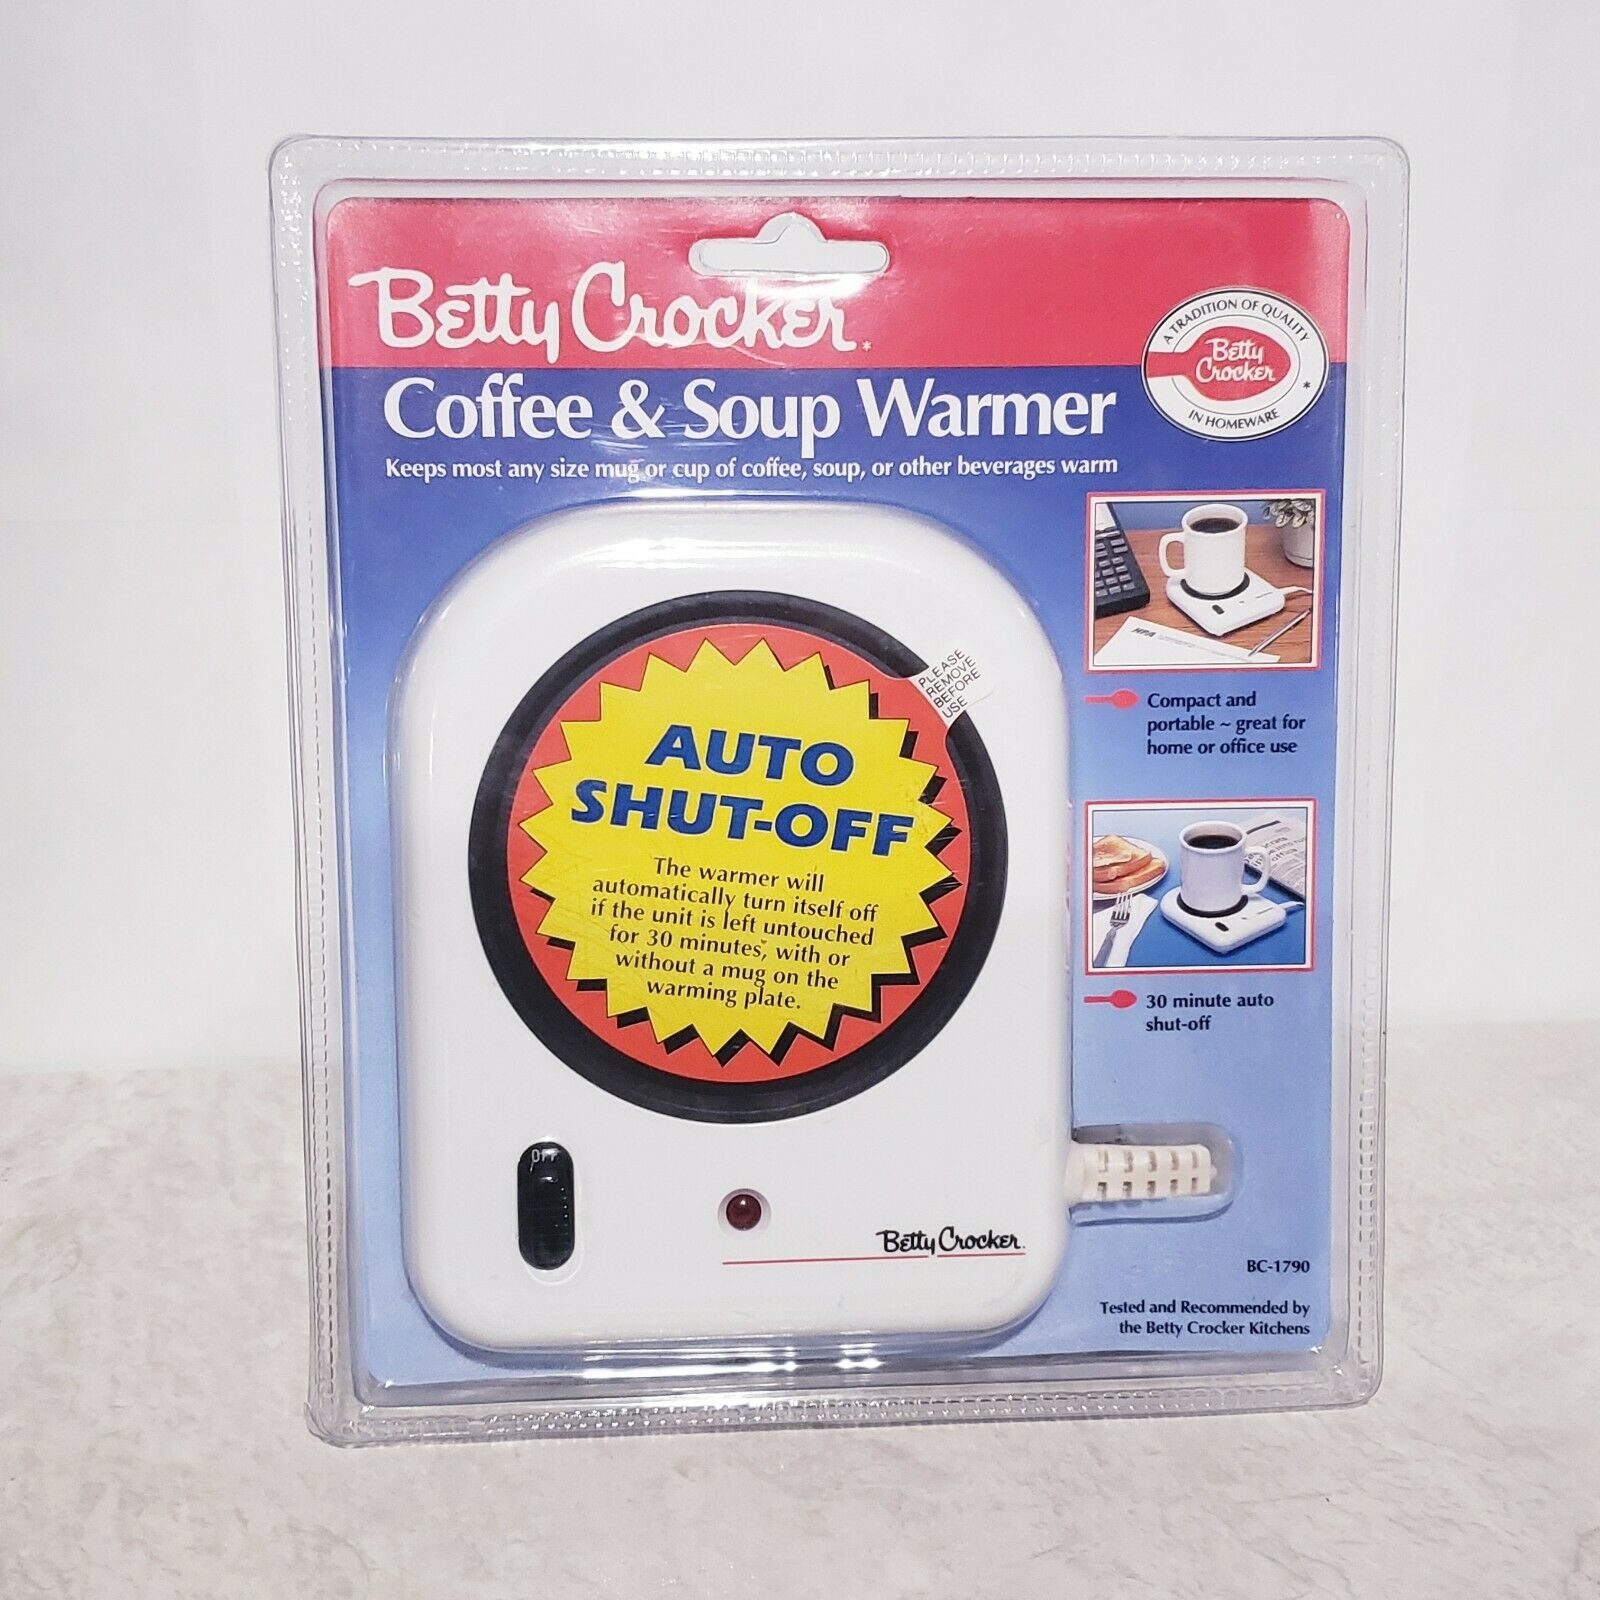 Betty Crocker*
A TRADITION OF QUALITY
Betty
Crocker
*
IN HOMEWARE
Coffee & Soup Warmer
Keeps most any size mug or cup of coffee, soup, or other beverages warm
PLEASE
REMOVE
BEFORE
USE
AUTO
SHUT-OFF
The warmer will
automatically turn itself off
if the unit is left untouched
for 30 minutes, with or
without a mug on the
warming plate.
HPA
Compact and
portable ~ great for
home or office use
30 minute auto
shut-off
OFF
Betty Crocker.
BC-1790
Tested and Recommended by
the Betty Crocker Kitchens